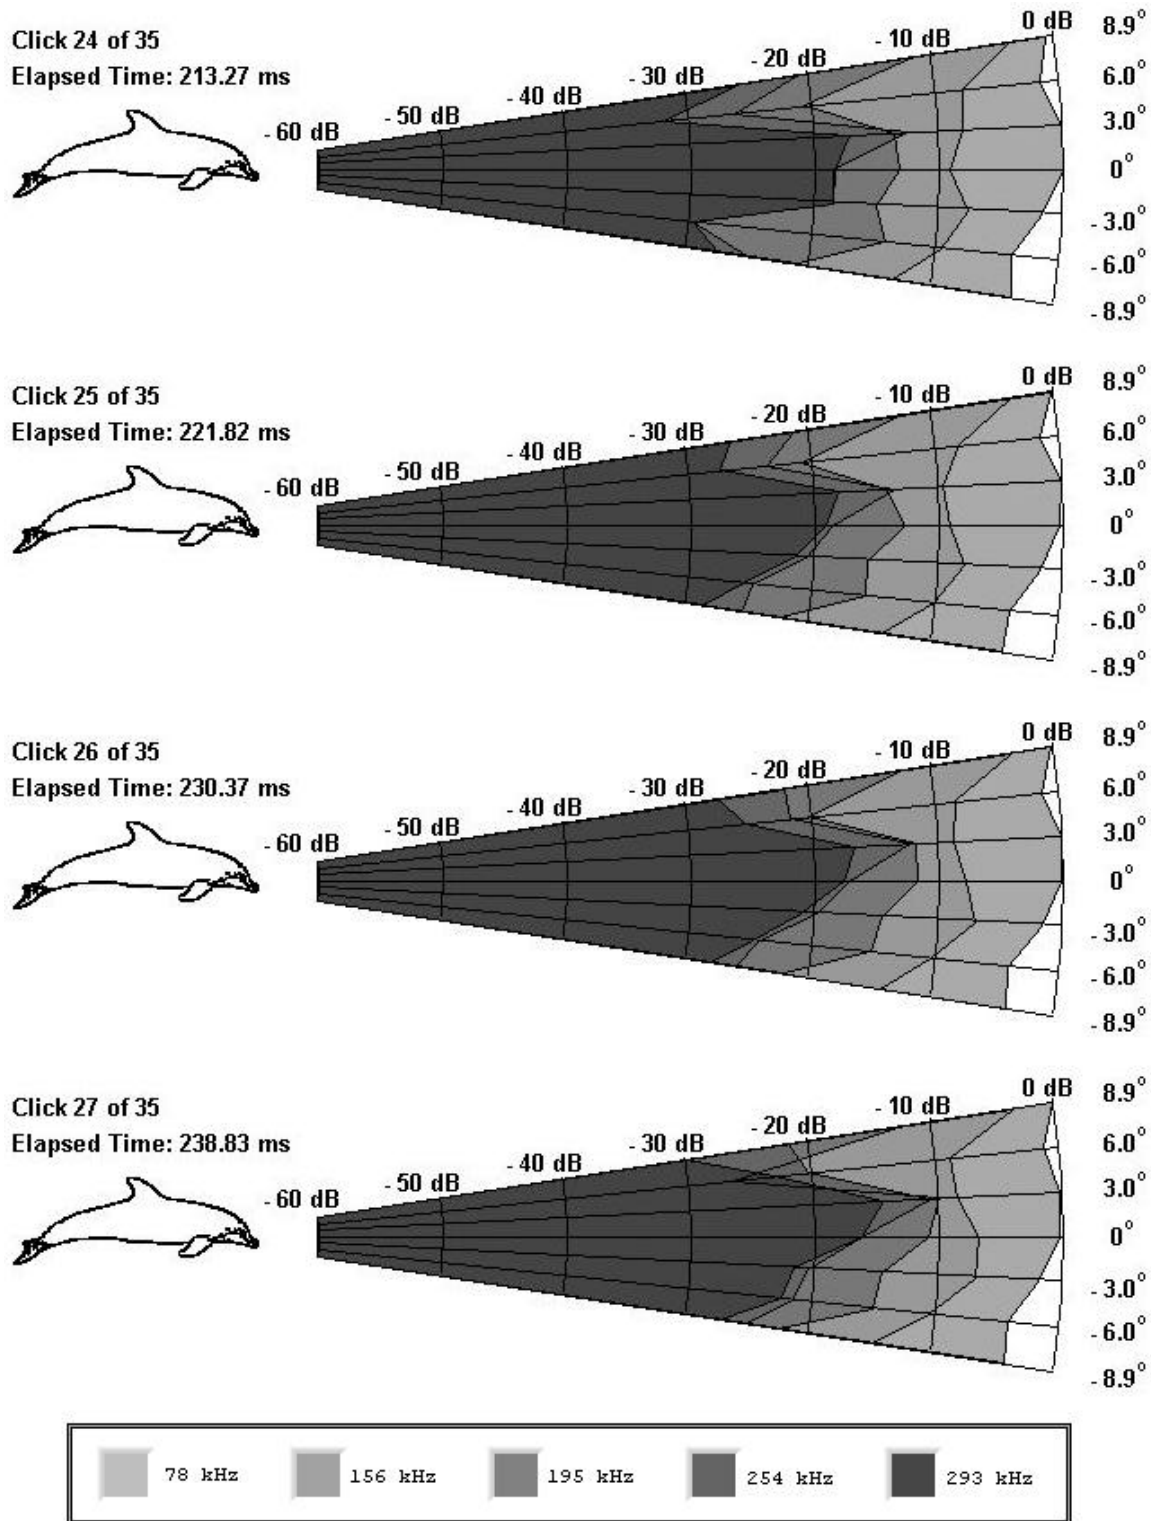 Click 24 of 35
Elapsed Time: 213.27 ms
- 60 dB
- 50 dB
- 40 dB
- 30 dB
- 20 dB
- 10 dB
0 dB
8.9°
6.0°
3.0°
0°
- 3.0°
- 6.0°
- 8.9°
Click 25 of 35
Elapsed Time: 221.82 ms
- 60 dB
- 50 dB
- 40 dB
- 30 dB
- 20 dB
- 10 dB
0 dB
8.9°
6.0°
3.0°
0°
- 3.0°
- 6.0°
- 8.9°
Click 26 of 35
Elapsed Time: 230.37 ms
- 60 dB
- 50 dB
- 40 dB
- 30 dB
- 20 dB
- 10 dB
0 dB
8.9°
6.0°
3.0°
0°
- 3.0°
- 6.0°
- 8.9°
Click 27 of 35
Elapsed Time: 238.83 ms
- 60 dB
- 50 dB
- 40 dB
- 30 dB
- 20 dB
- 10 dB
0 dB
8.9°
6.0°
3.0°
0°
- 3.0°
- 6.0°
- 8.9°
78 kHz 156 kHz 195 kHz 254 kHz 293 kHz